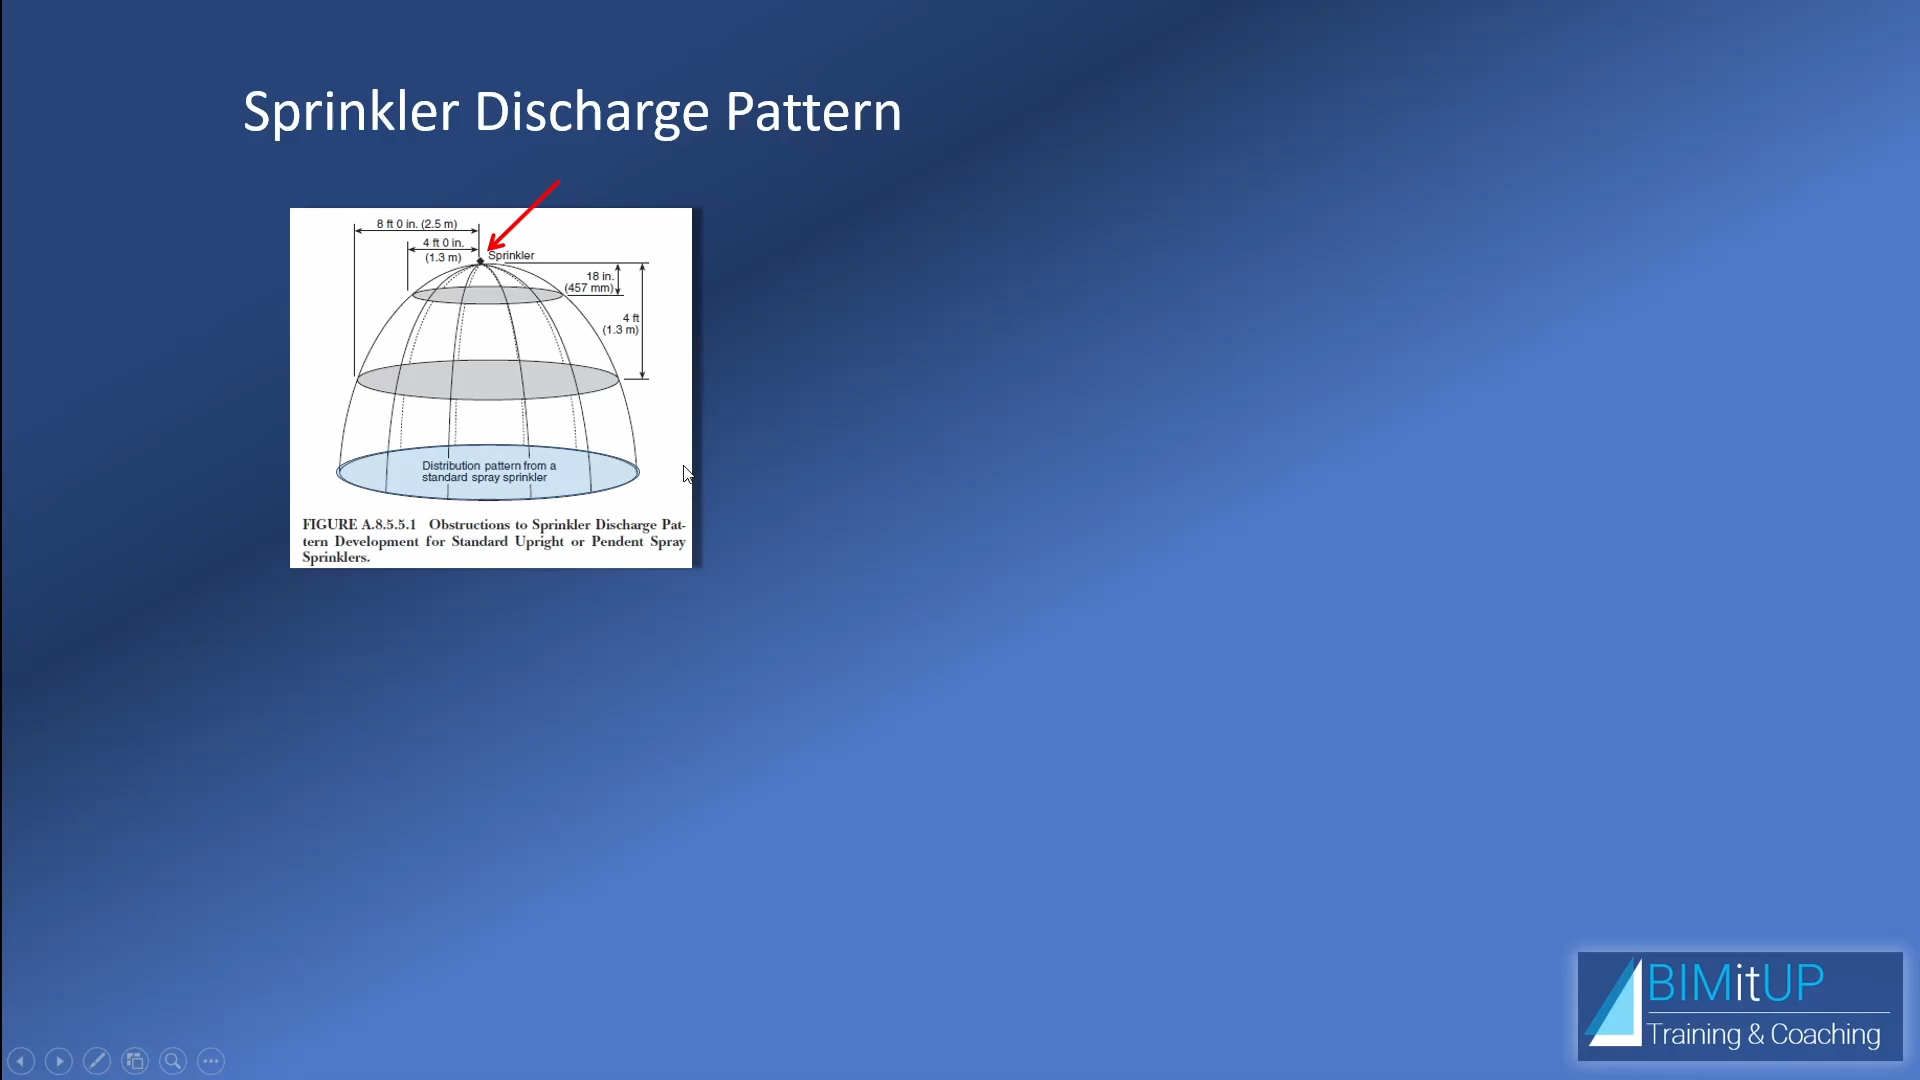 Sprinkler Discharge Pattern
8 ft 0 in. (2.5 m)
4 ft 0 in.
(1.3 m)
Sprinkler
18 in.
(457 mm)
4 ft
(1.3 m)
Distribution pattern from a
standard spray sprinkler
FIGURE A.8.5.5.1 Obstructions to Sprinkler Discharge Pat-
tern Development for Standard Upright or Pendent Spray
Sprinklers.
BIMitUP
Training & Coaching